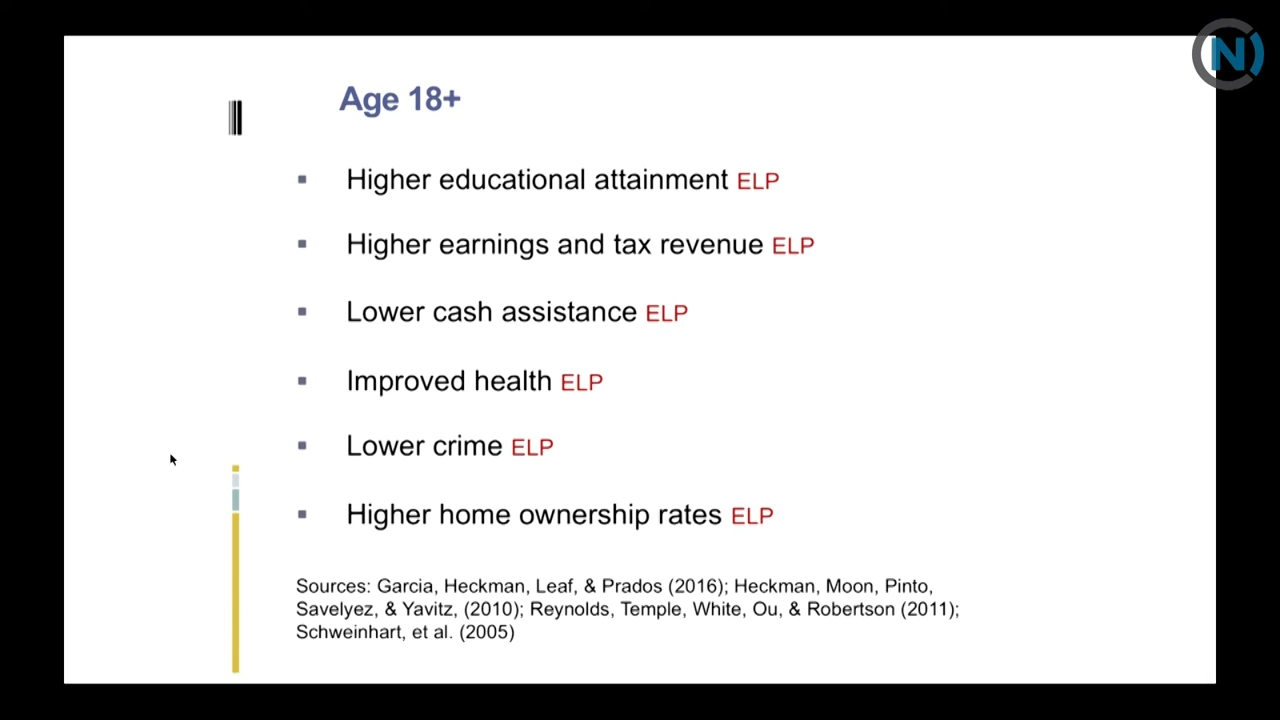 Age 18+
Higher educational attainment ELP
Higher earnings and tax revenue ELP
Lower cash assistance ELP
Improved health ELP
Lower crime ELP
Higher home ownership rates ELP
Sources: Garcia, Heckman, Leaf, & Prados (2016); Heckman, Moon, Pinto,
Savelyez, & Yavitz, (2010); Reynolds, Temple, White, Ou, & Robertson (2011);
Schweinhart, et al. (2005)